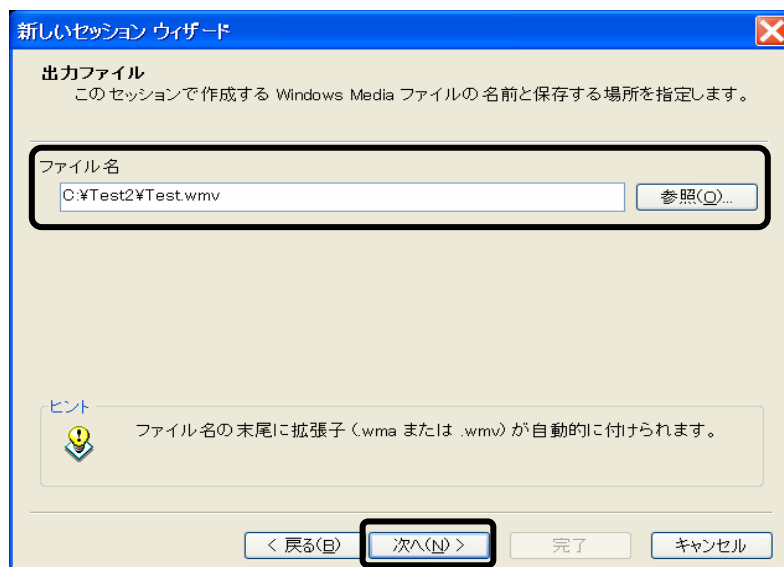 新しいセッション ウィザード
出力ファイル
このセッションで作成する Windows Media ファイルの名前と保存する場所を指定します。
ファイル名
C:¥Test2¥Test.wmv
参照(O)...
ヒント
ファイル名の末尾に拡張子 (.wma または .wmv) が自動的に付けられます。
< 戻る(B)
次へ(N) >
完了
キャンセル